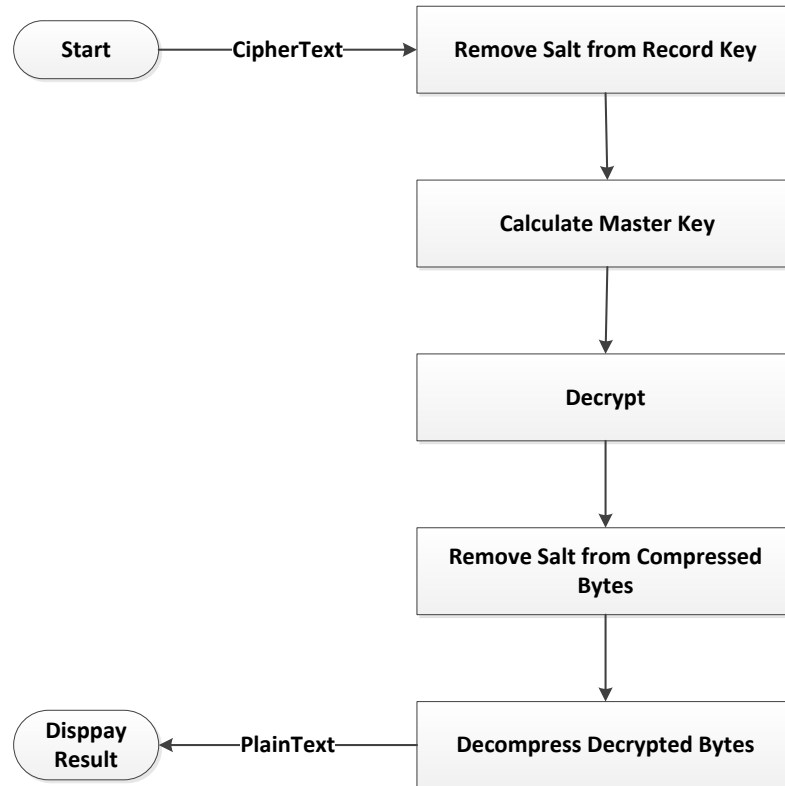 Start
CipherText
Remove Salt from Record Key
Calculate Master Key
Decrypt
Remove Salt from Compressed
Bytes
Decompress Decrypted Bytes
PlainText
Disppay
Result